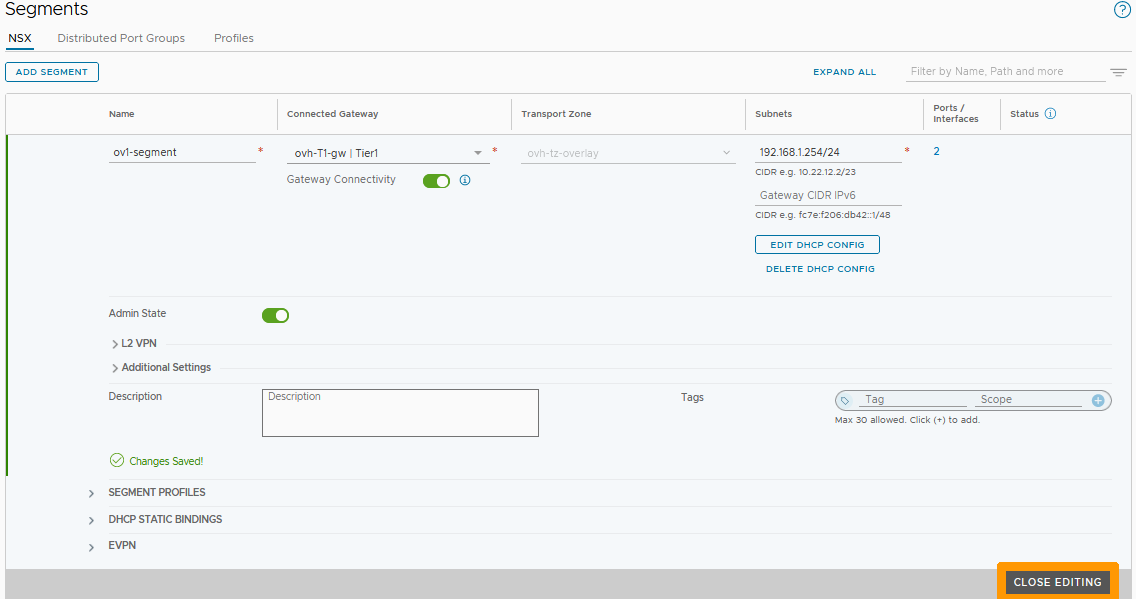 Segments
?
NSX Distributed Port Groups Profiles
ADD SEGMENT EXPAND ALL Filter by Name, Path and more
Name Connected Gateway Transport Zone Subnets Ports / Interfaces Status
ov1-segment * ovh-T1-gw | Tier1 * ovh-tz-overlay 192.168.1.254/24 * 2
CIDR e.g. 10.22.12.2/23
Gateway Connectivity
Gateway CIDR IPv6
CIDR e.g. fc7e:f206:db42::1/48
EDIT DHCP CONFIG
DELETE DHCP CONFIG
Admin State
L2 VPN
Additional Settings
Description Description Tags Tag Scope
Max 30 allowed. Click (+) to add.
Changes Saved!
SEGMENT PROFILES
DHCP STATIC BINDINGS
EVPN
CLOSE EDITING